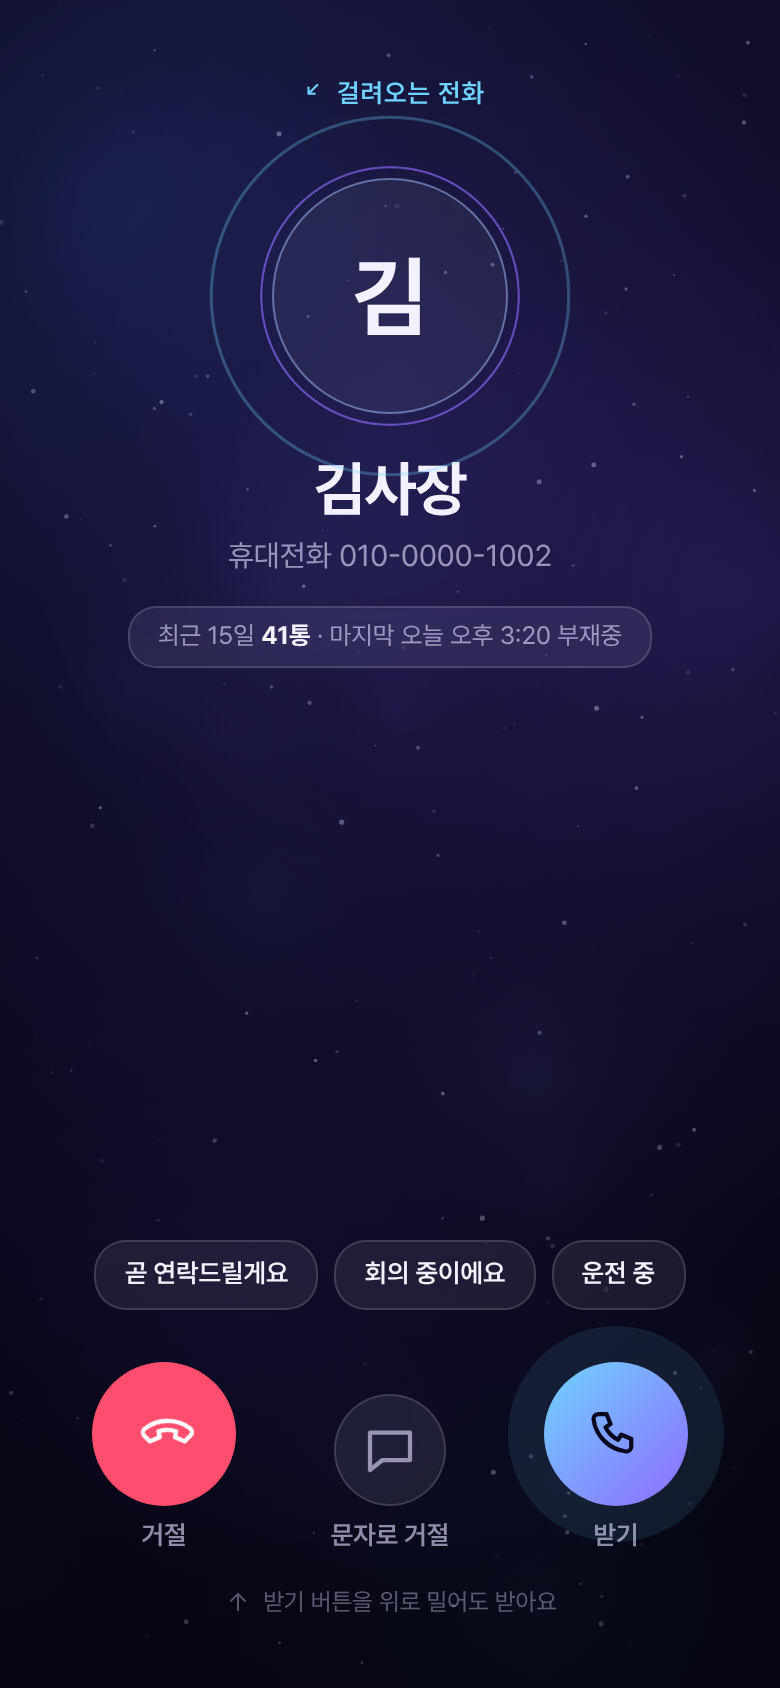 걸려오는 전화
김
김사장
휴대전화 010-0000-1002
최근 15일 41통 · 마지막 오늘 오후 3:20 부재중
곧 연락드릴게요 회의 중이에요 운전 중
거절 문자로 거절 받기
↑ 받기 버튼을 위로 밀어도 받아요